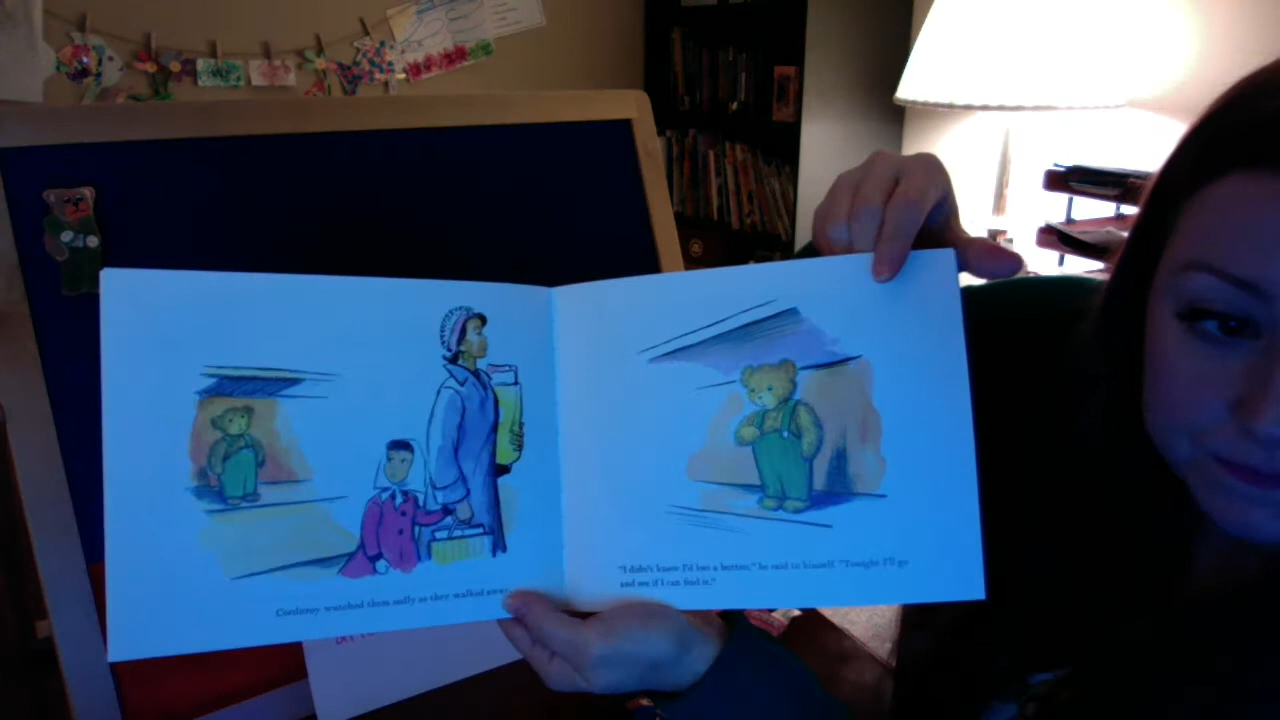 Corduroy watched them sadly as they walked away.
"I didn't know I'd lost a button," he said to himself. "Tonight I'll go
and see if I can find it."